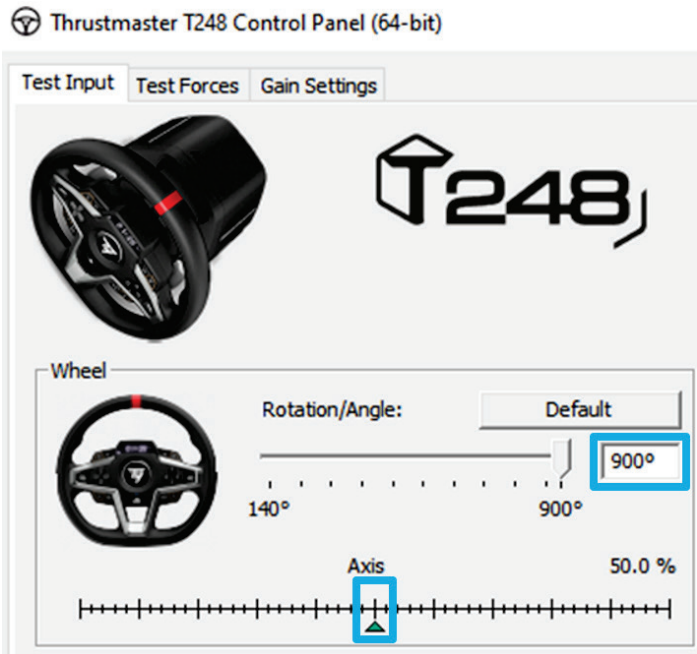 Thrustmaster T248 Control Panel (64-bit)
Test Input Test Forces Gain Settings
T248
Wheel
Rotation/Angle: Default
900°
140° 900°
Axis 50.0 %